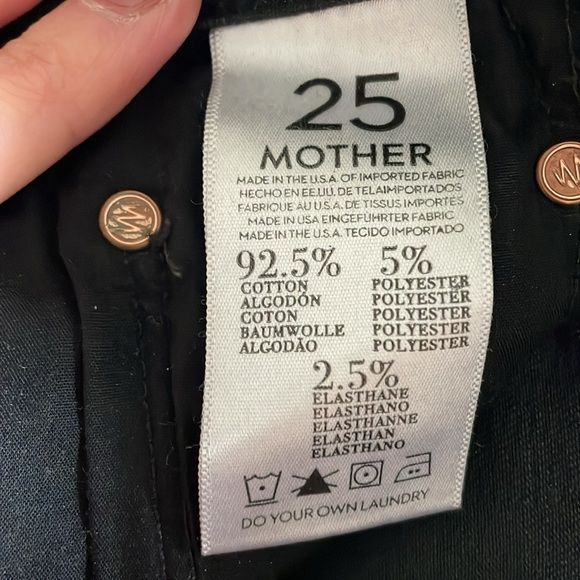 25
MOTHER
MADE IN THE U.S.A. OF IMPORTED FABRIC
HECHO EN EE.UU. DE TELA IMPORTADOS
FABRIQUE AU U.S.A. DE TISSUS IMPORTES
MADE IN USA EINGEFÜHRTER FABRIC
MADE IN THE U.S.A. TECIDO IMPORTADO
92.5% 5%
COTTON POLYESTER
ALGODÓN POLYESTER
COTON POLYESTER
BAUMWOLLE POLYESTER
ALGODÃO POLYESTER
2.5%
ELASTHANE
ELASTHANO
ELASTHANNE
ELASTHAN
ELASTHANO
DO YOUR OWN LAUNDRY